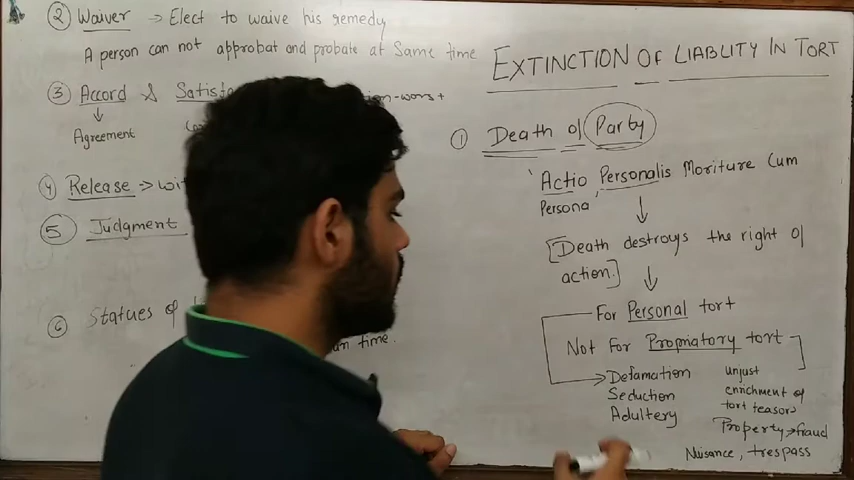 EXTINCTION OF LIABLITY IN TORT
① Death of Party
'Actio Personalis Moriture Cum
Persona'
[Death destroys the right of
action.]
For Personal tort
Not For Propriatory tort
Defamation
Seduction
Adultery
unjust
enrichment of
tort teasors
Property → fraud
Nuisance, trespass
② Waiver → Elect to waive his remedy
A person can not approbat and probate at Same time
③ Accord & 
Agreement
④ Release →
⑤ Judgment
⑥ Statues of
time.